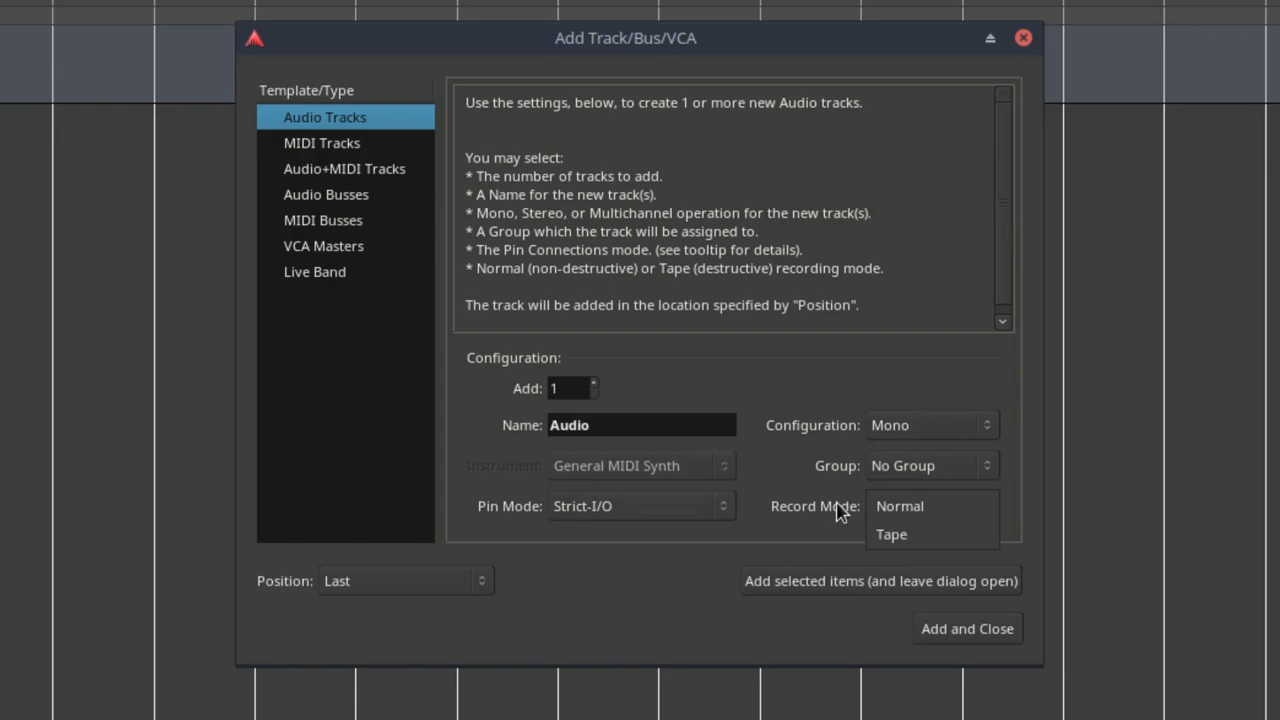 Add Track/Bus/VCA
Template/Type
Audio Tracks
MIDI Tracks
Audio+MIDI Tracks
Audio Busses
MIDI Busses
VCA Masters
Live Band
Use the settings, below, to create 1 or more new Audio tracks.
You may select:
* The number of tracks to add.
* A Name for the new track(s).
* Mono, Stereo, or Multichannel operation for the new track(s).
* A Group which the track will be assigned to.
* The Pin Connections mode. (see tooltip for details).
* Normal (non-destructive) or Tape (destructive) recording mode.
The track will be added in the location specified by "Position".
Configuration:
Add: 1
Name: Audio
Configuration: Mono
Instrument: General MIDI Synth
Group: No Group
Pin Mode: Strict-I/O
Record Mode: Normal
Tape
Position: Last
Add selected items (and leave dialog open)
Add and Close